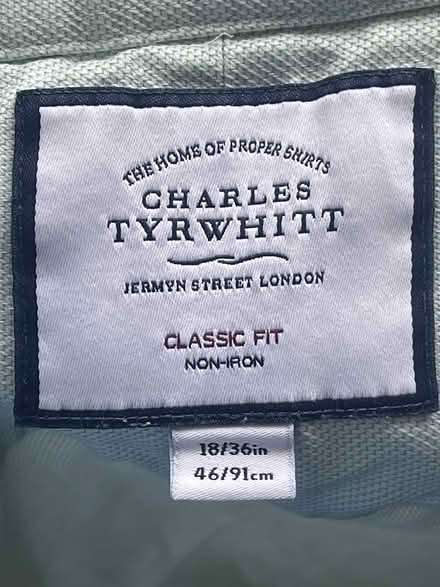 THE HOME OF PROPER SHIRTS
CHARLES
TYRWHITT
JERMYN STREET LONDON
CLASSIC FIT
NON-IRON
18/36in
46/91cm